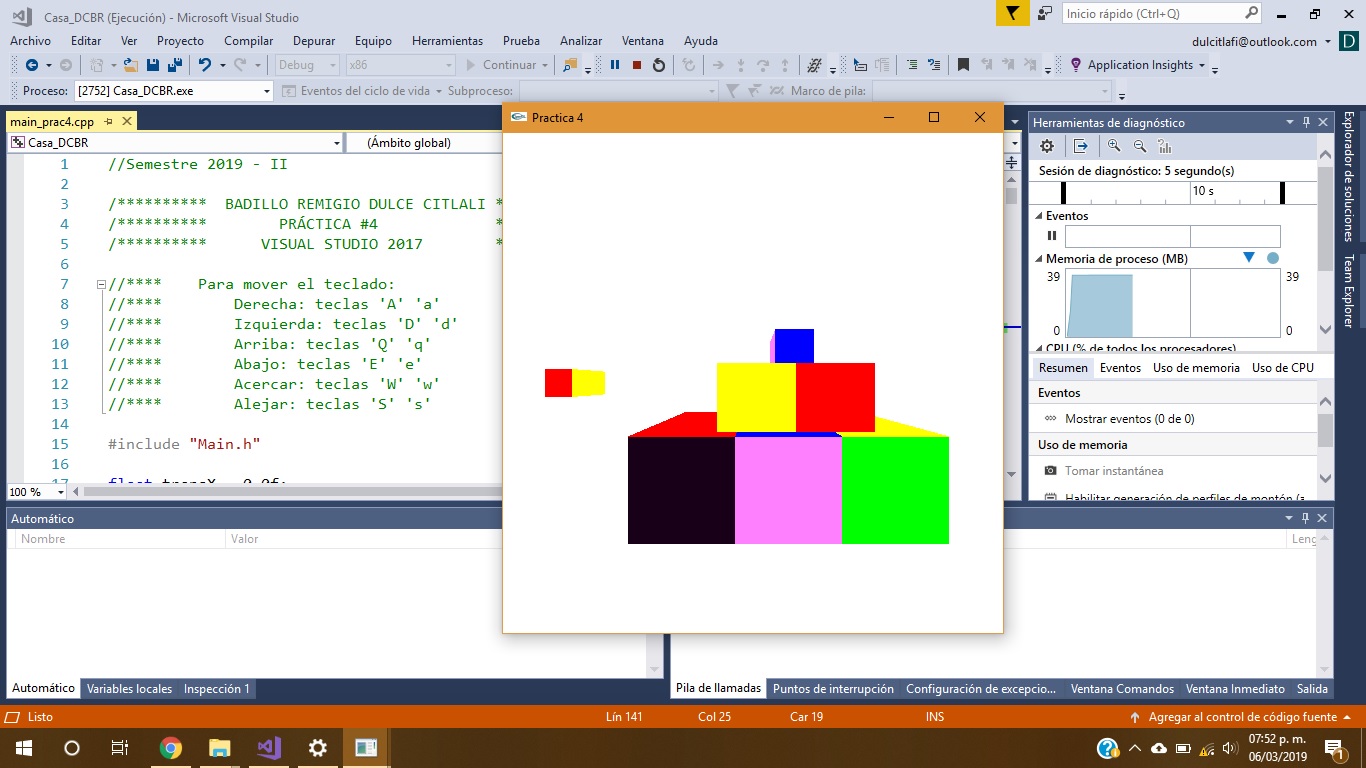 Casa_DCBR (Ejecución) - Microsoft Visual Studio
Inicio rápido (Ctrl+Q)
Archivo Editar Ver Proyecto Compilar Depurar Equipo Herramientas Prueba Analizar Ventana Ayuda
dulcitlafi@outlook.com
D
Debug x86 Continuar Application Insights
Proceso: [2752] Casa_DCBR.exe Eventos del ciclo de vida Subproceso: Marco de pila:
main_prac4.cpp
Casa_DCBR (Ámbito global)
1 //Semestre 2019 - II
2
3 /********** BADILLO REMIGIO DULCE CITLALI *
4 /********** PRÁCTICA #4 *
5 /********** VISUAL STUDIO 2017 *
6
7 //**** Para mover el teclado:
8 //**** Derecha: teclas 'A' 'a'
9 //**** Izquierda: teclas 'D' 'd'
10 //**** Arriba: teclas 'Q' 'q'
11 //**** Abajo: teclas 'E' 'e'
12 //**** Acercar: teclas 'W' 'w'
13 //**** Alejar: teclas 'S' 's'
14
15 #include "Main.h"
16
17 float transX = 0.0f;
100 %
Practica 4
Herramientas de diagnóstico
Sesión de diagnóstico: 5 segundo(s)
10 s
Eventos
Memoria de proceso (MB)
39 39
0 0
CPU (% de todos los procesadores)
Resumen Eventos Uso de memoria Uso de CPU
Eventos
Mostrar eventos (0 de 0)
Uso de memoria
Tomar instantánea
Habilitar generación de perfiles de montón (a
Explorador de soluciones
Team Explorer
Automático
Nombre Valor
Leng
Automático Variables locales Inspección 1
Pila de llamadas Puntos de interrupción Configuración de excepcio... Ventana Comandos Ventana Inmediato Salida
Listo Lín 141 Col 25 Car 19 INS Agregar al control de código fuente
07:52 p. m.
06/03/2019
1